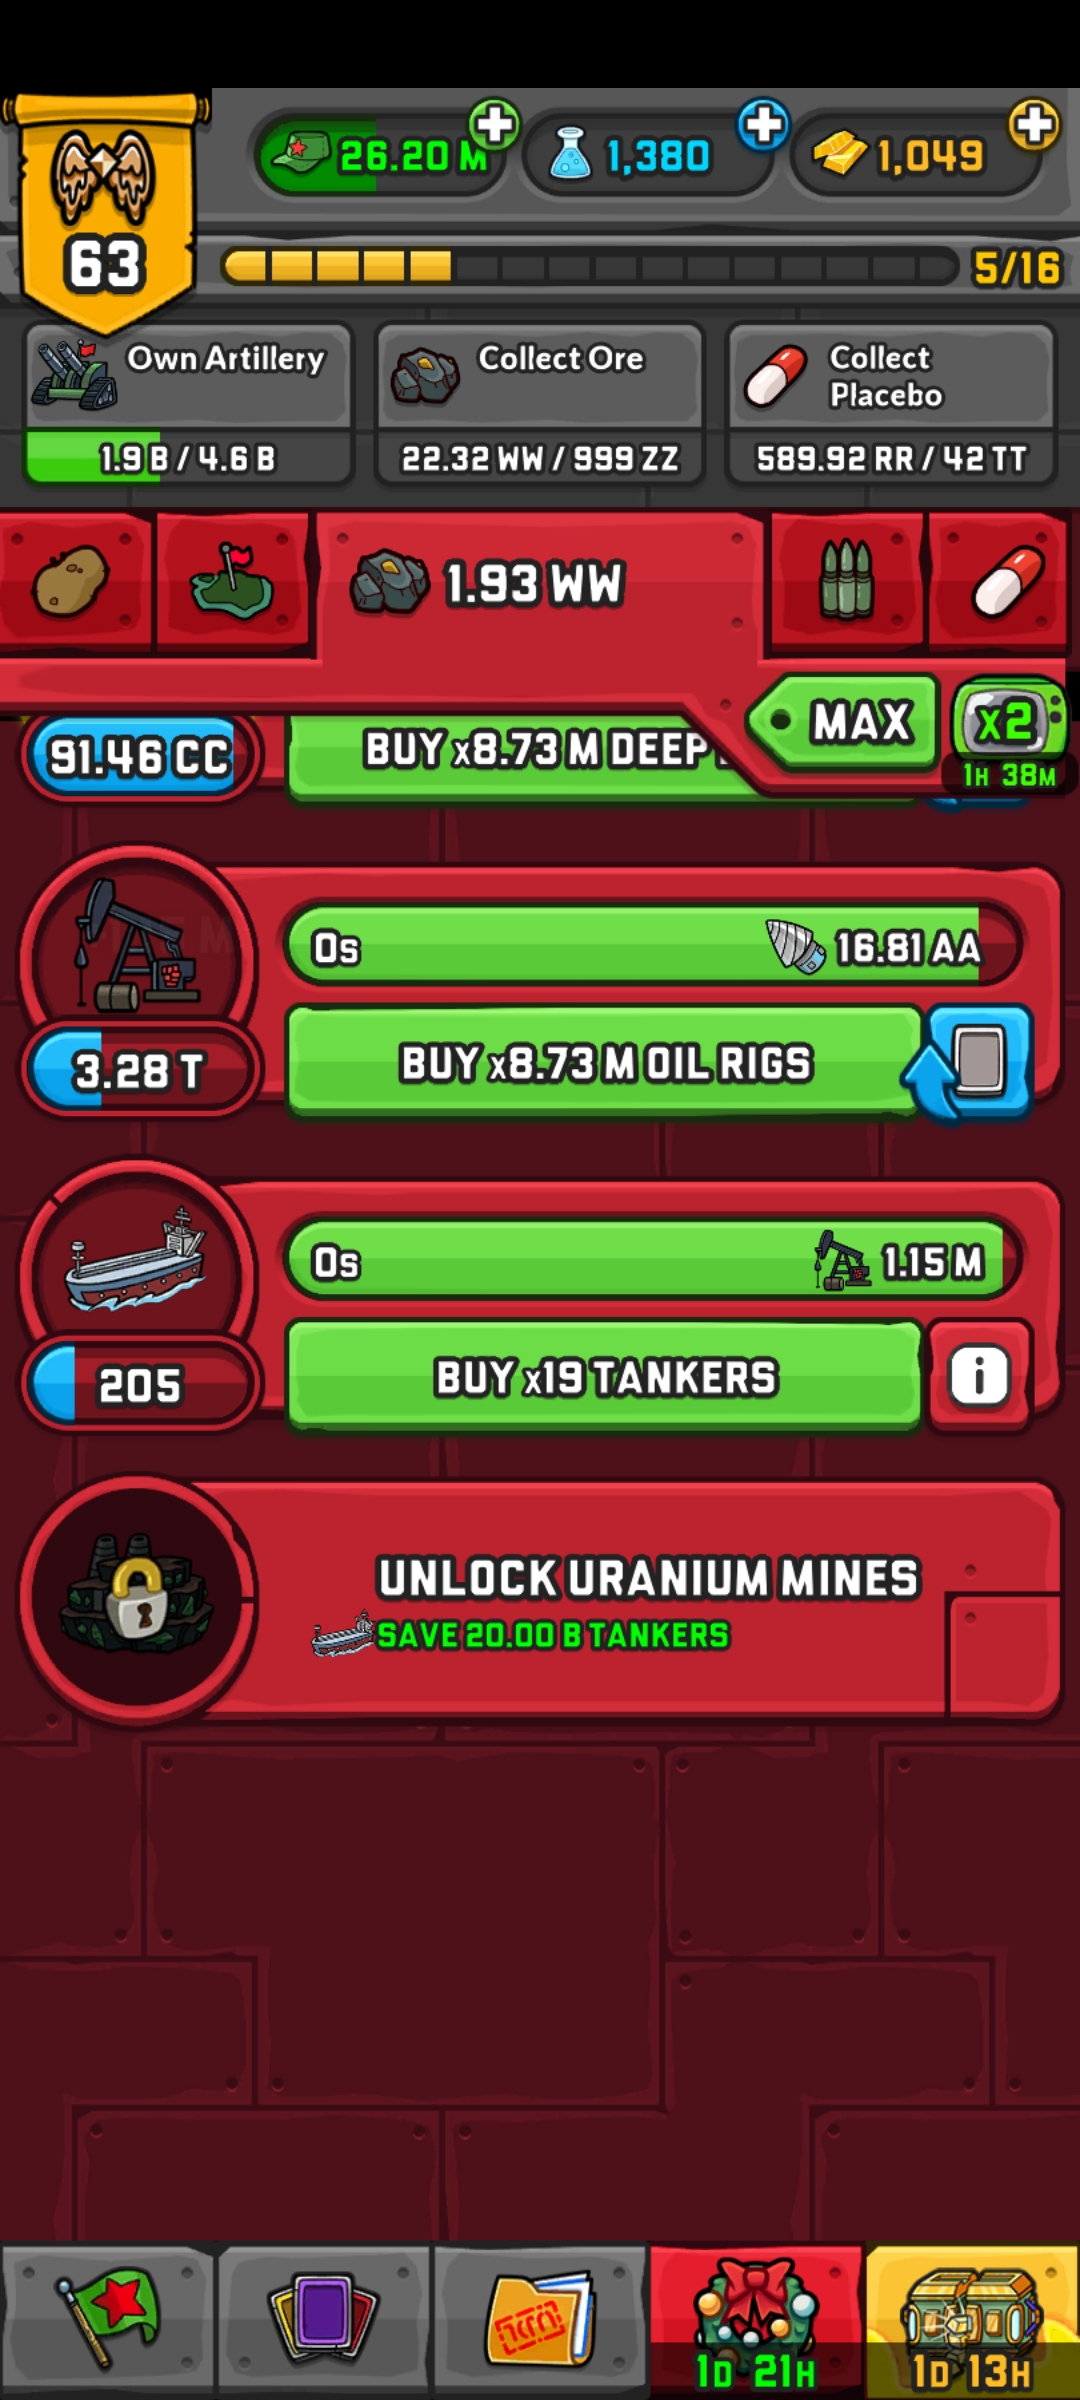 26.20 M
1,380
1,049
63
5/16
Own Artillery
1.9 B / 4.6 B
Collect Ore
22.32 WW / 999 ZZ
Collect
Placebo
589.92 RR / 42 TT
1.93 WW
MAX
x2
1H 38M
91.46 CC
BUY x8.73 M DEEP
0s
16.81 AA
3.28 T
BUY x8.73 M OIL RIGS
0s
1.15 M
205
BUY x19 TANKERS
i
UNLOCK URANIUM MINES
SAVE 20.00 B TANKERS
1D 21H
1D 13H